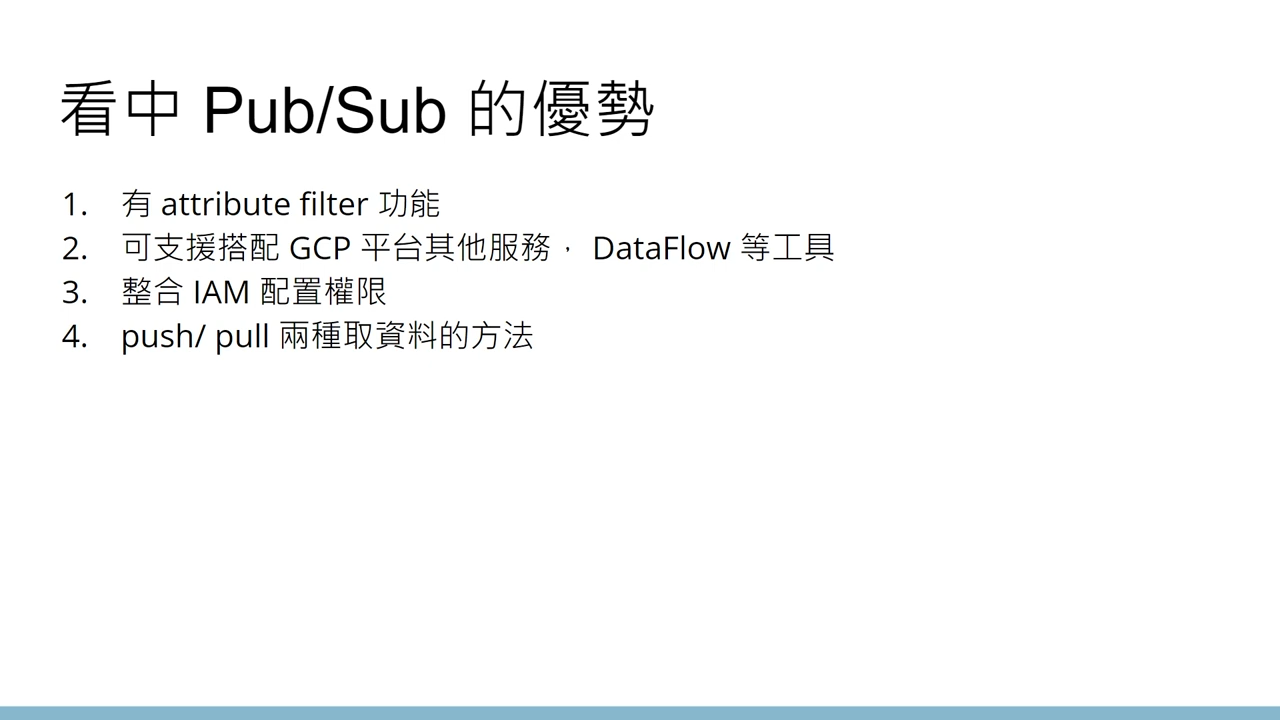 看中 Pub/Sub 的優勢
1. 有 attribute filter 功能
2. 可支援搭配 GCP 平台其他服務， DataFlow 等工具
3. 整合 IAM 配置權限
4. push/ pull 兩種取資料的方法